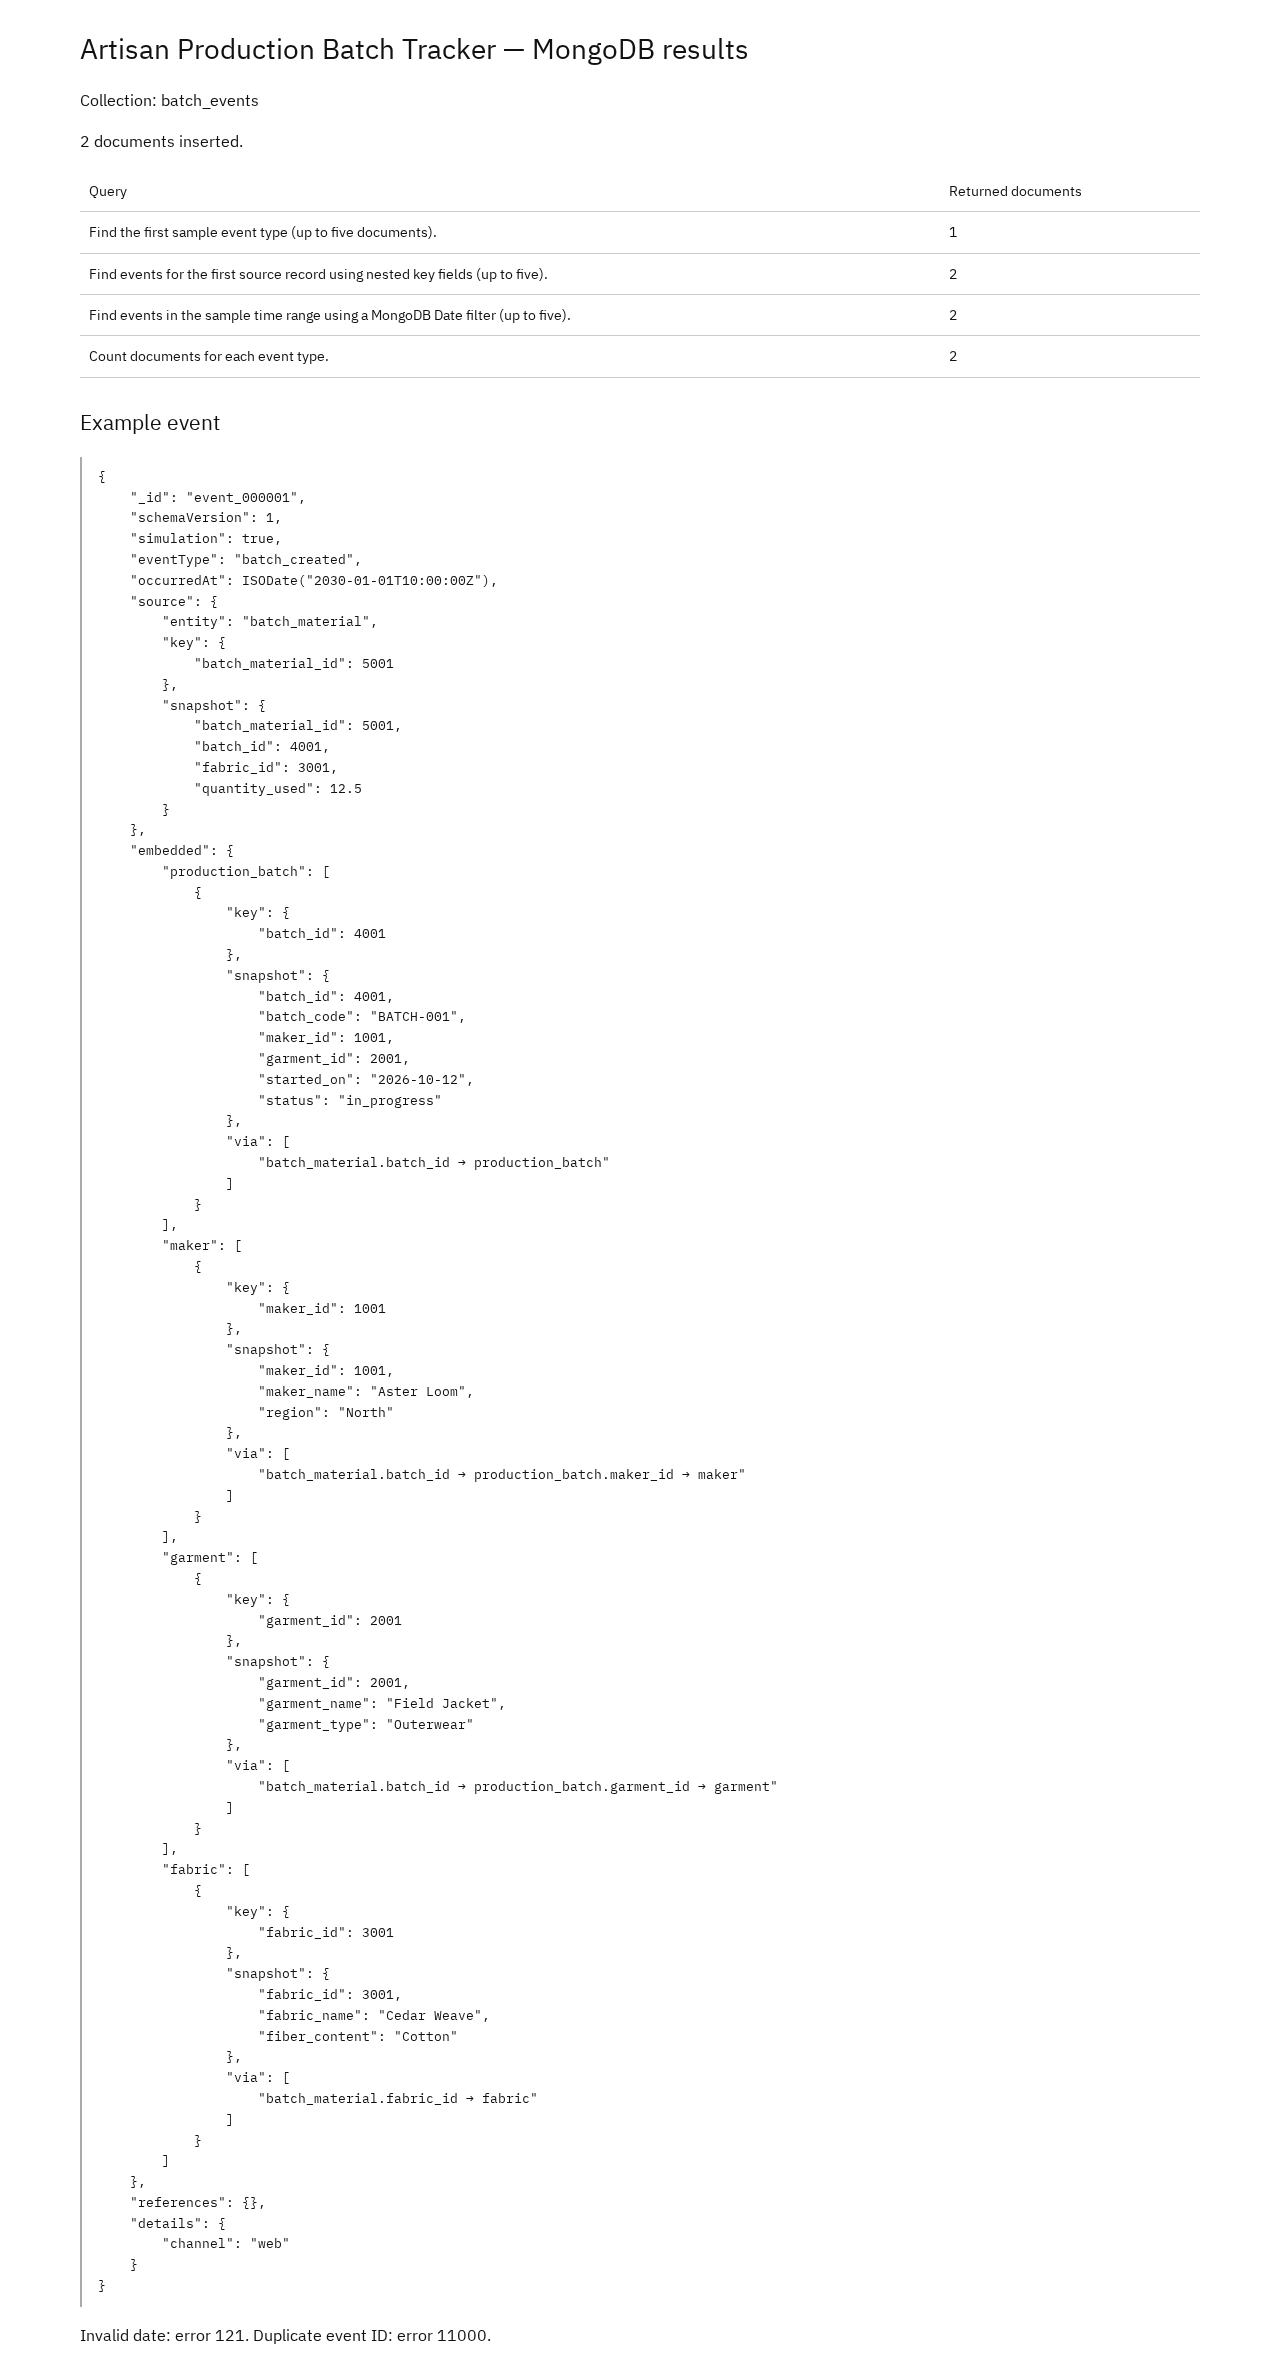 Artisan Production Batch Tracker — MongoDB results
Collection: batch_events
2 documents inserted.
Query Returned documents
Find the first sample event type (up to five documents). 1
Find events for the first source record using nested key fields (up to five). 2
Find events in the sample time range using a MongoDB Date filter (up to five). 2
Count documents for each event type. 2
Example event
{
    "_id": "event_000001",
    "schemaVersion": 1,
    "simulation": true,
    "eventType": "batch_created",
    "occurredAt": ISODate("2030-01-01T10:00:00Z"),
    "source": {
        "entity": "batch_material",
        "key": {
            "batch_material_id": 5001
        },
        "snapshot": {
            "batch_material_id": 5001,
            "batch_id": 4001,
            "fabric_id": 3001,
            "quantity_used": 12.5
        }
    },
    "embedded": {
        "production_batch": [
            {
                "key": {
                    "batch_id": 4001
                },
                "snapshot": {
                    "batch_id": 4001,
                    "batch_code": "BATCH-001",
                    "maker_id": 1001,
                    "garment_id": 2001,
                    "started_on": "2026-10-12",
                    "status": "in_progress"
                },
                "via": [
                    "batch_material.batch_id → production_batch"
                ]
            }
        ],
        "maker": [
            {
                "key": {
                    "maker_id": 1001
                },
                "snapshot": {
                    "maker_id": 1001,
                    "maker_name": "Aster Loom",
                    "region": "North"
                },
                "via": [
                    "batch_material.batch_id → production_batch.maker_id → maker"
                ]
            }
        ],
        "garment": [
            {
                "key": {
                    "garment_id": 2001
                },
                "snapshot": {
                    "garment_id": 2001,
                    "garment_name": "Field Jacket",
                    "garment_type": "Outerwear"
                },
                "via": [
                    "batch_material.batch_id → production_batch.garment_id → garment"
                ]
            }
        ],
        "fabric": [
            {
                "key": {
                    "fabric_id": 3001
                },
                "snapshot": {
                    "fabric_id": 3001,
                    "fabric_name": "Cedar Weave",
                    "fiber_content": "Cotton"
                },
                "via": [
                    "batch_material.fabric_id → fabric"
                ]
            }
        ]
    },
    "references": {},
    "details": {
        "channel": "web"
    }
}
Invalid date: error 121. Duplicate event ID: error 11000.